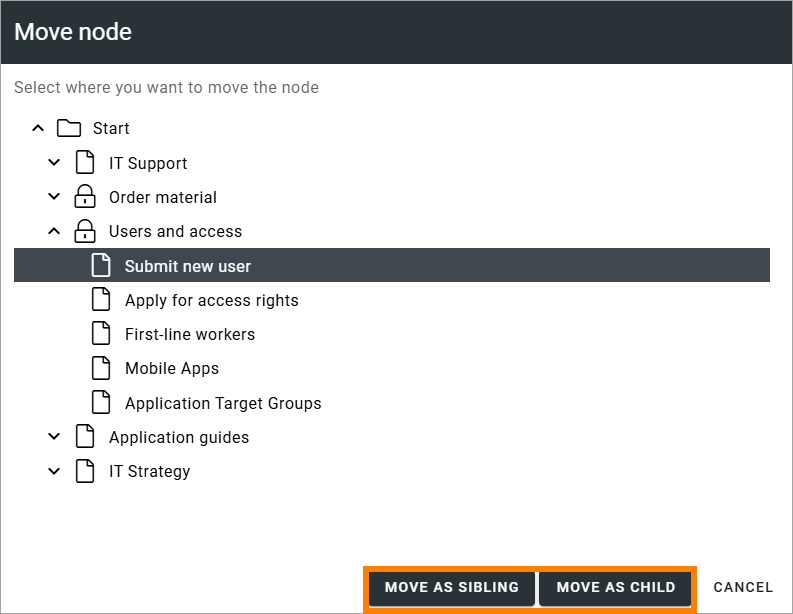 Move node
Select where you want to move the node
Start
IT Support
Order material
Users and access
Submit new user
Apply for access rights
First-line workers
Mobile Apps
Application Target Groups
Application guides
IT Strategy
MOVE AS SIBLING MOVE AS CHILD CANCEL